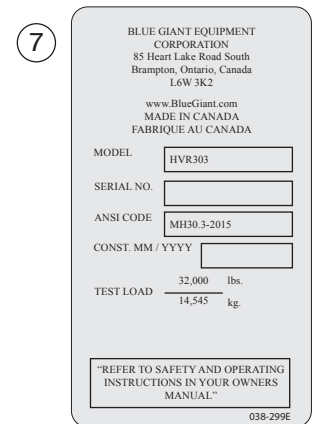 7
BLUE GIANT EQUIPMENT
CORPORATION
85 Heart Lake Road South
Brampton, Ontario, Canada
L6W 3K2
www.BlueGiant.com
MADE IN CANADA
FABRIQUE AU CANADA
MODEL HVR303
SERIAL NO.
ANSI CODE MH30.3-2015
CONST. MM / YYYY
TEST LOAD 32,000 lbs.
14,545 kg.
“REFER TO SAFETY AND OPERATING
INSTRUCTIONS IN YOUR OWNERS
MANUAL”
038-299E